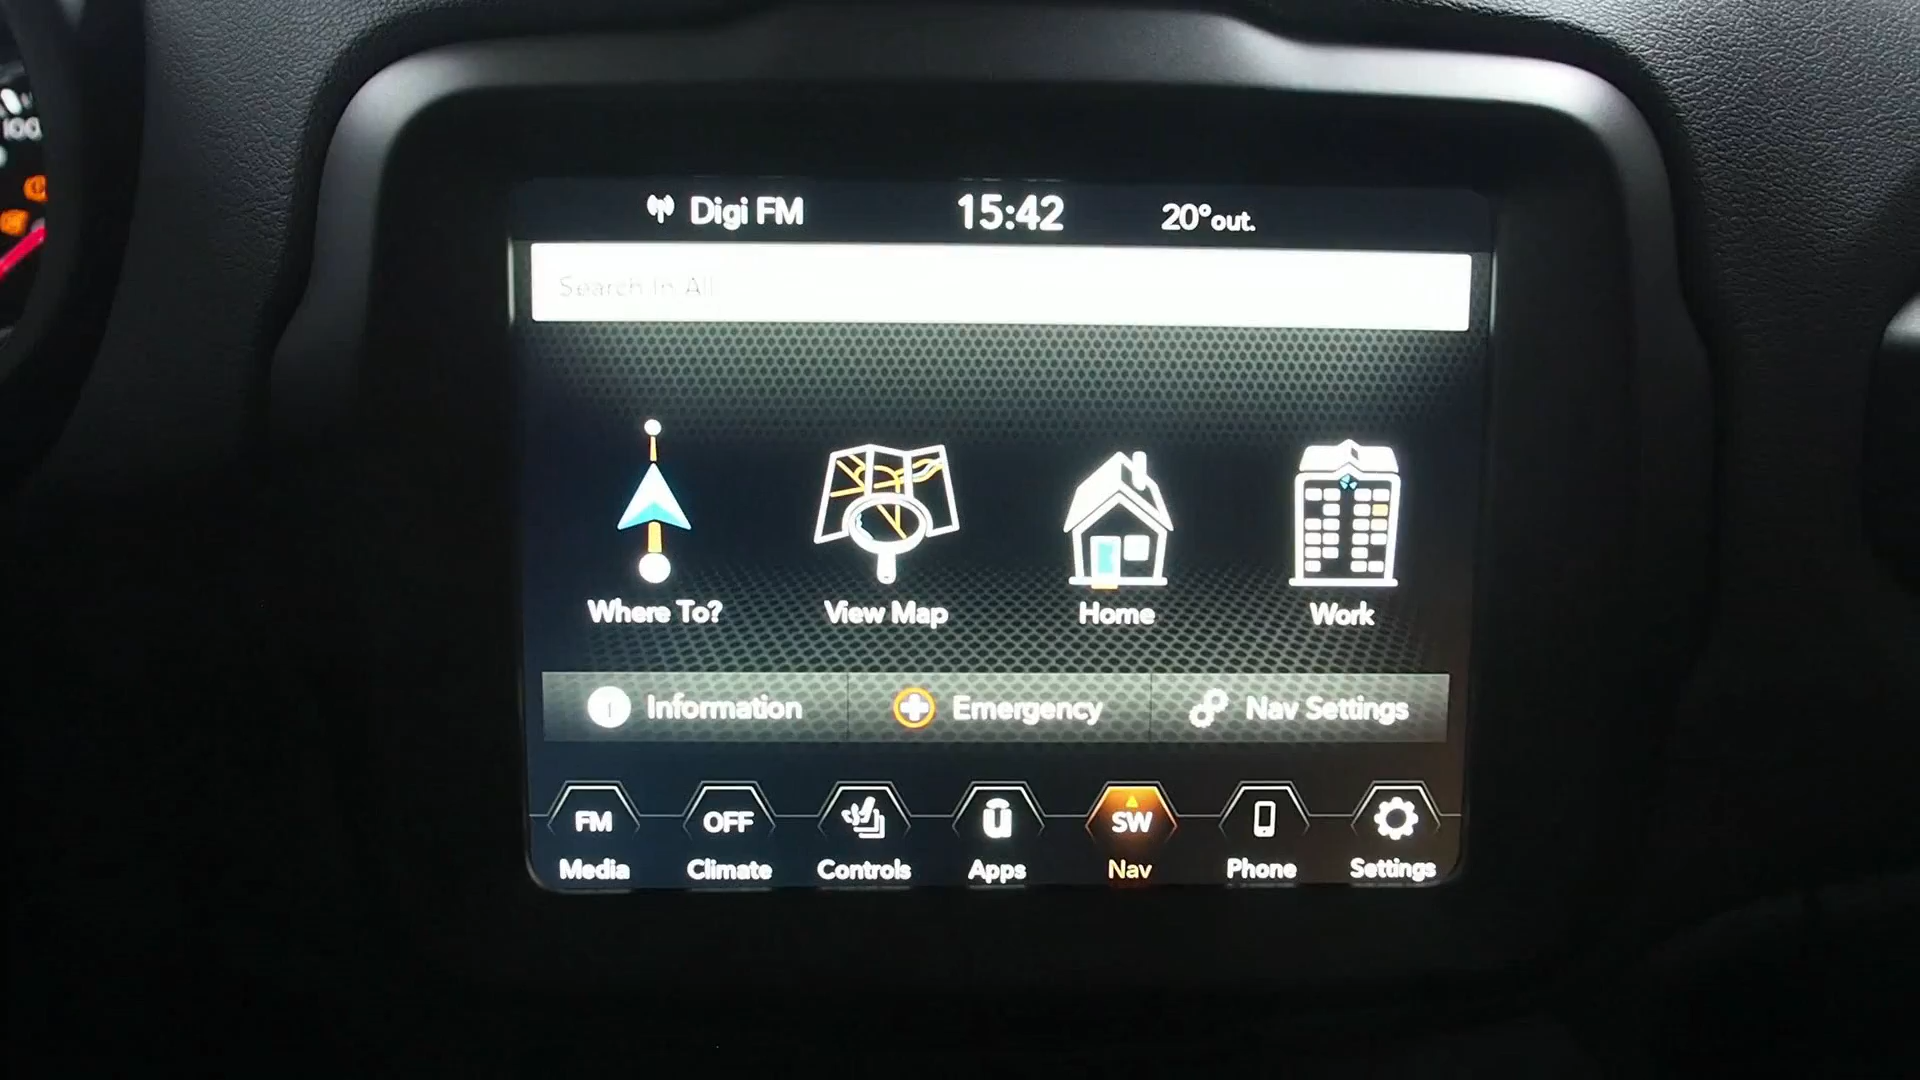 Digi FM 15:42 20°out.
Search In All
Where To? View Map Home Work
Information Emergency Nav Settings
FM OFF SW
Media Climate Controls Apps Nav Phone Settings
100